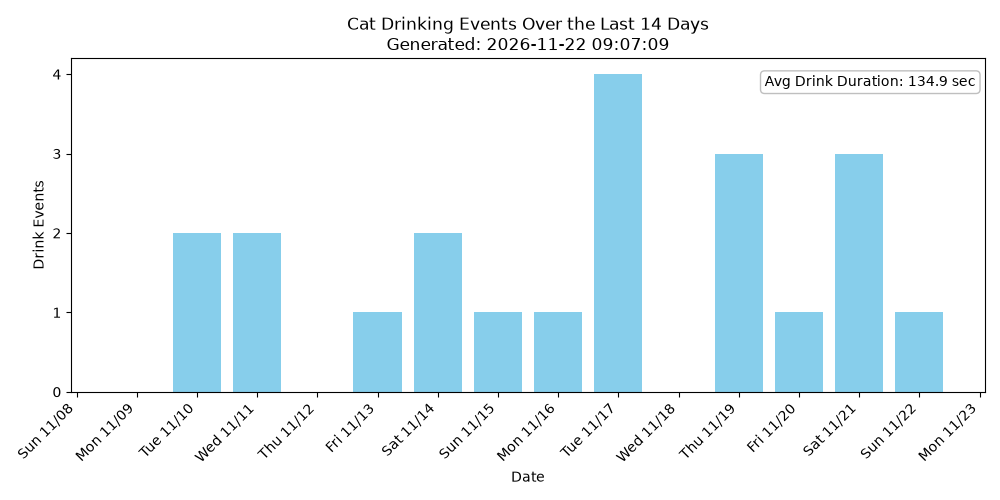 Cat Drinking Events Over the Last 14 Days
Generated: 2026-11-22 09:07:09
Avg Drink Duration: 134.9 sec
Drink Events
4
3
2
1
0
Sun 11/08
Mon 11/09
Tue 11/10
Wed 11/11
Thu 11/12
Fri 11/13
Sat 11/14
Sun 11/15
Mon 11/16
Tue 11/17
Wed 11/18
Thu 11/19
Fri 11/20
Sat 11/21
Sun 11/22
Mon 11/23
Date